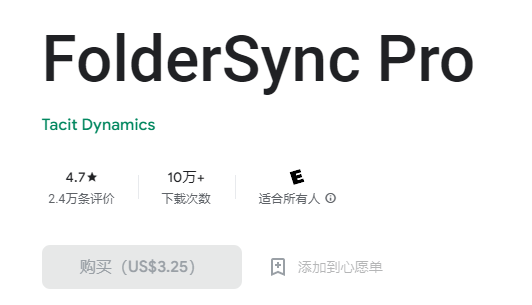 FolderSync Pro
Tacit Dynamics
4.7★ 10万+ E
2.4万条评价 下载次数 适合所有人
购买（US$3.25） 添加到心愿单